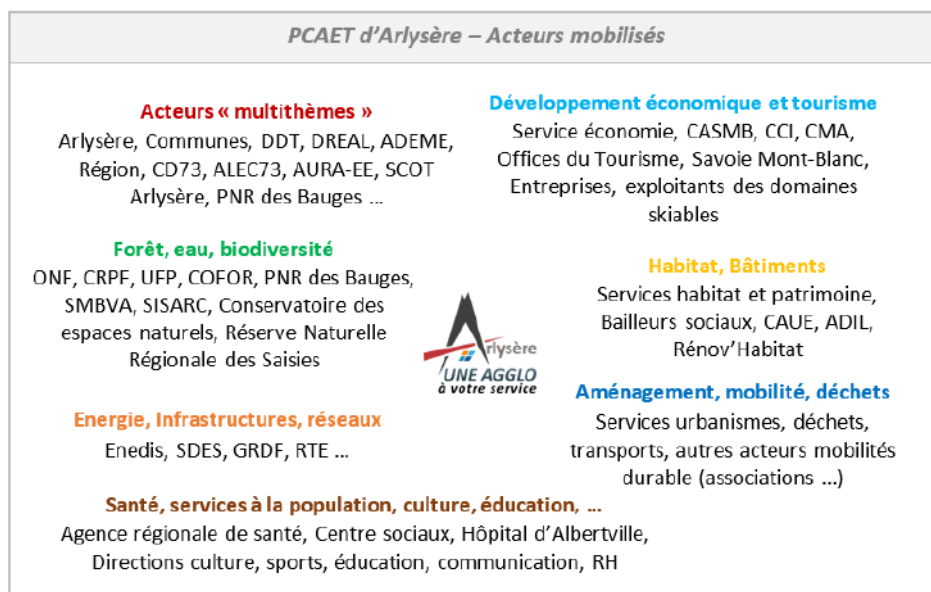 PCAET d’Arlysère – Acteurs mobilisés
Acteurs « multithèmes »
Arlysère, Communes, DDT, DREAL, ADEME,
Région, CD73, ALEC73, AURA-EE, SCOT
Arlysère, PNR des Bauges ...
Développement économique et tourisme
Service économie, CASMB, CCI, CMA,
Offices du Tourisme, Savoie Mont-Blanc,
Entreprises, exploitants des domaines
skiables
Forêt, eau, biodiversité
ONF, CRPF, UFP, COFOR, PNR des Bauges,
SMBVA, SISARC, Conservatoire des
espaces naturels, Réserve Naturelle
Régionale des Saisies
Habitat, Bâtiments
Services habitat et patrimoine,
Bailleurs sociaux, CAUE, ADIL,
Rénov’Habitat
Arlysère
UNE AGGLO
à votre service
Energie, Infrastructures, réseaux
Enedis, SDES, GRDF, RTE ...
Aménagement, mobilité, déchets
Services urbanismes, déchets,
transports, autres acteurs mobilités
durable (associations ...)
Santé, services à la population, culture, éducation, ...
Agence régionale de santé, Centre sociaux, Hôpital d’Albertville,
Directions culture, sports, éducation, communication, RH